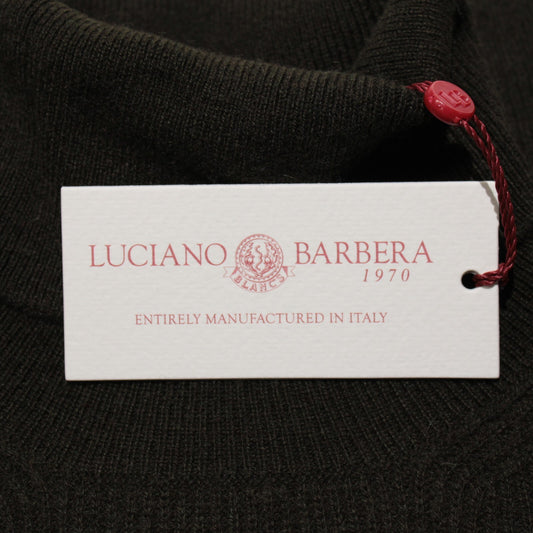 LUCIANO BARBERA
BLANCS
1970
ENTIRELY MANUFACTURED IN ITALY